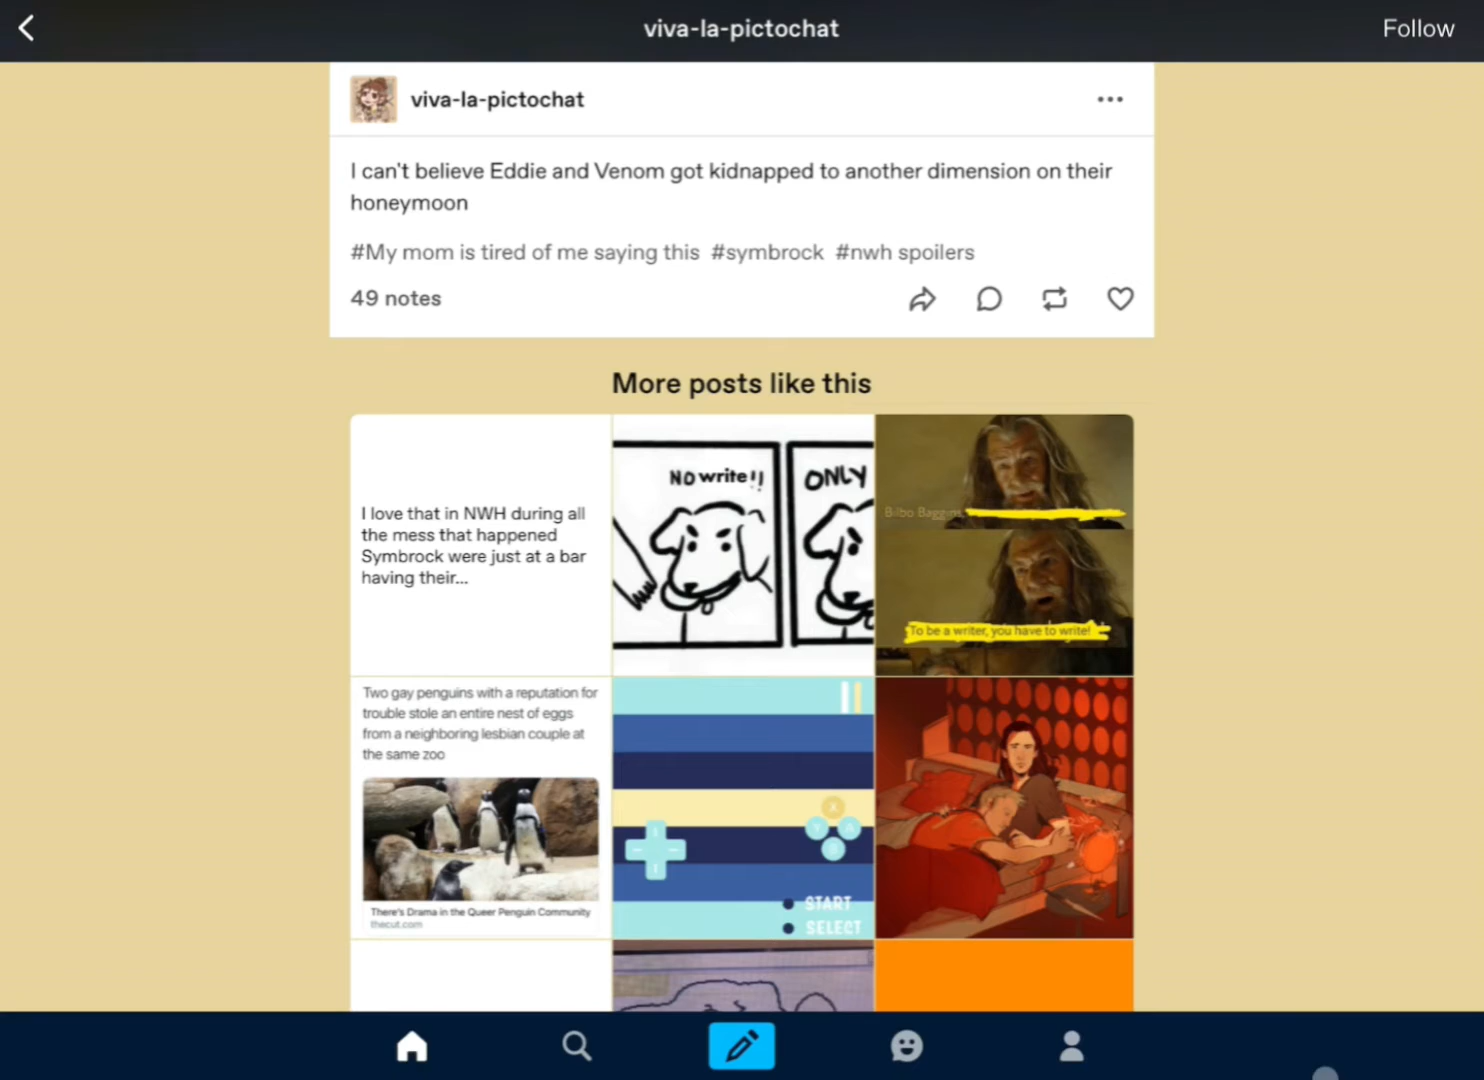 viva-la-pictochat
Follow
viva-la-pictochat
I can't believe Eddie and Venom got kidnapped to another dimension on their
honeymoon
#My mom is tired of me saying this #symbrock #nwh spoilers
49 notes
More posts like this
I love that in NWH during all
the mess that happened
Symbrock were just at a bar
having their...
NO write!!
ONLY
Bilbo Baggins
To be a writer, you have to write!
Two gay penguins with a reputation for
trouble stole an entire nest of eggs
from a neighboring lesbian couple at
the same zoo
There's Drama in the Queer Penguin Community
thecut.com
X
Y A
B
START
SELECT